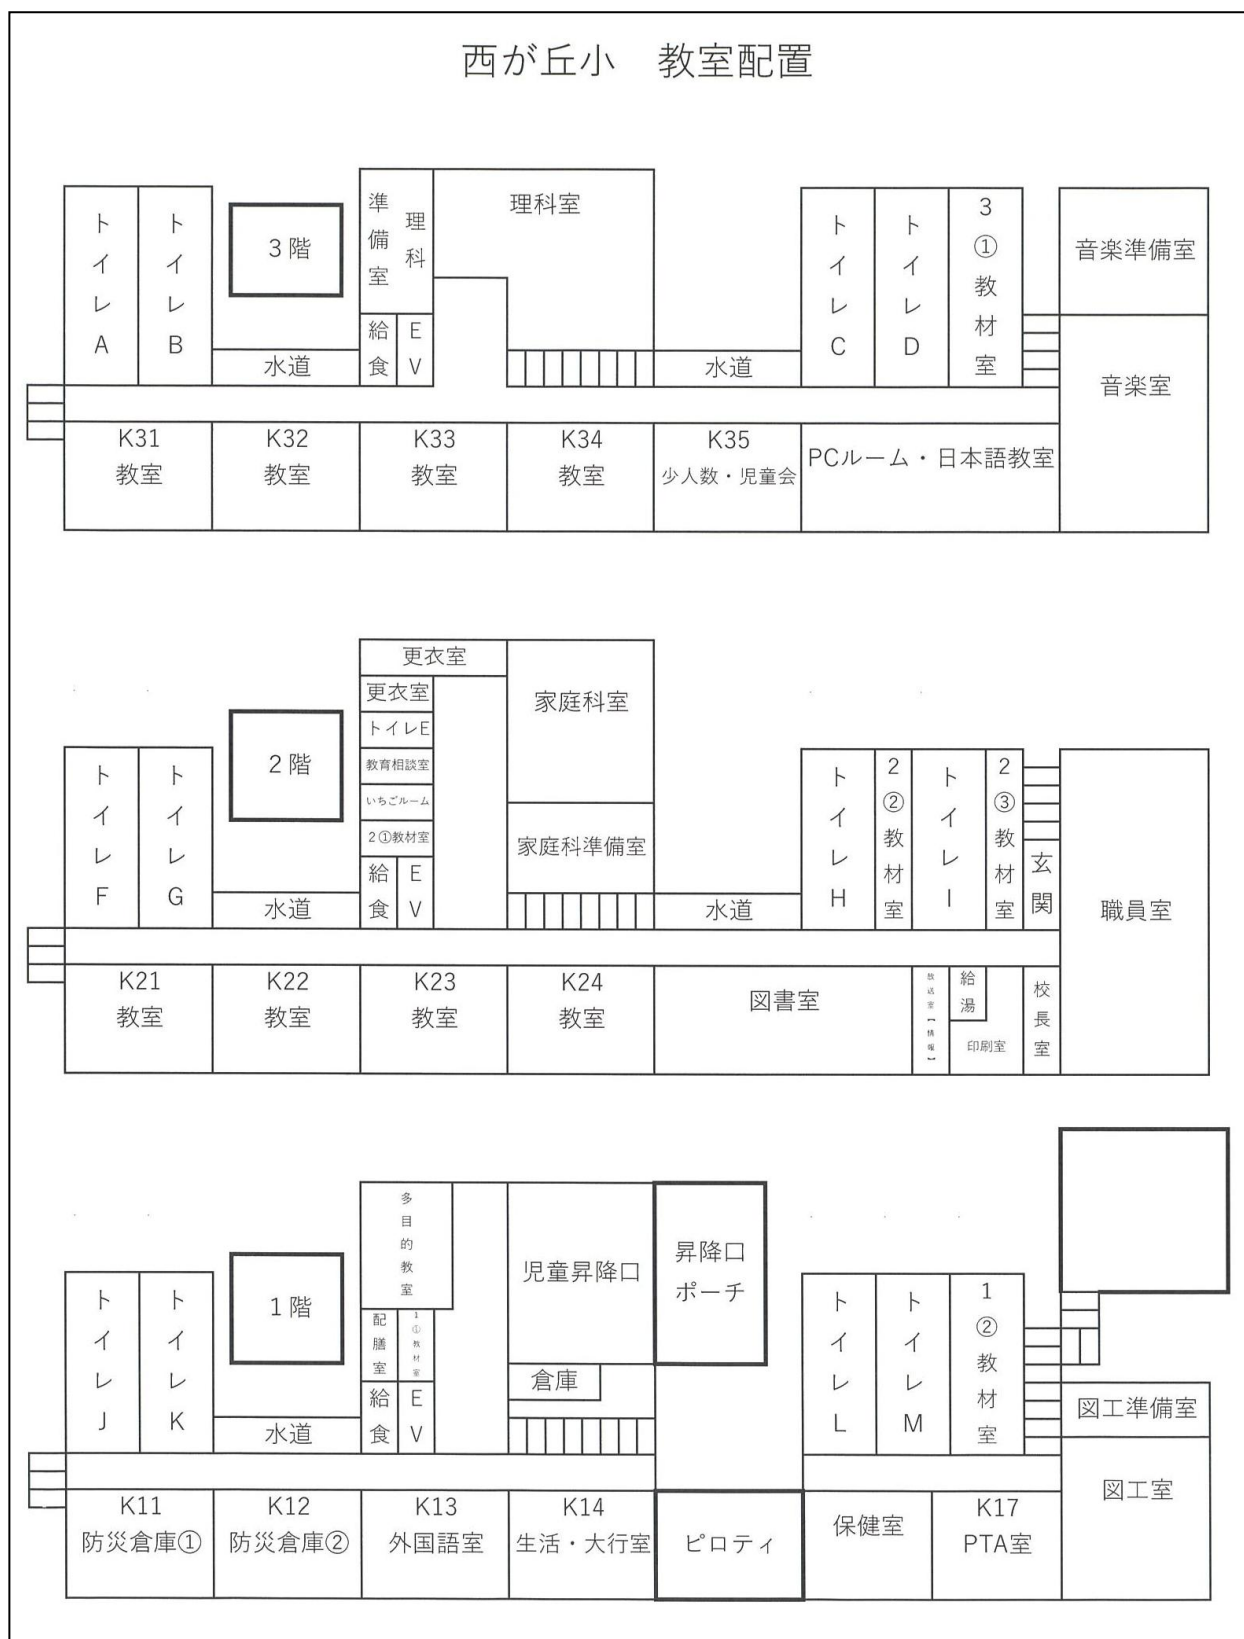 西が丘小　教室配置
トイレA
トイレB
3階
理科準備室
理科室
給食
EV
水道
水道
トイレC
トイレD
3①教材室
音楽準備室
音楽室
K31
教室
K32
教室
K33
教室
K34
教室
K35
少人数・児童会
PCルーム・日本語教室
更衣室
更衣室
トイレE
教育相談室
いちごルーム
2①教材室
給食
EV
家庭科室
家庭科準備室
トイレF
トイレG
2階
水道
水道
トイレH
2②教材室
トイレI
2③教材室
玄関
職員室
K21
教室
K22
教室
K23
教室
K24
教室
図書室
放送室【情報】
給湯
印刷室
校長室
トイレJ
トイレK
1階
水道
多目的教室
配膳室
1①教材室
給食
EV
児童昇降口
倉庫
昇降口
ポーチ
トイレL
トイレM
1②教材室
図工準備室
図工室
K11
防災倉庫①
K12
防災倉庫②
K13
外国語室
K14
生活・大行室
ピロティ
保健室
K17
PTA室